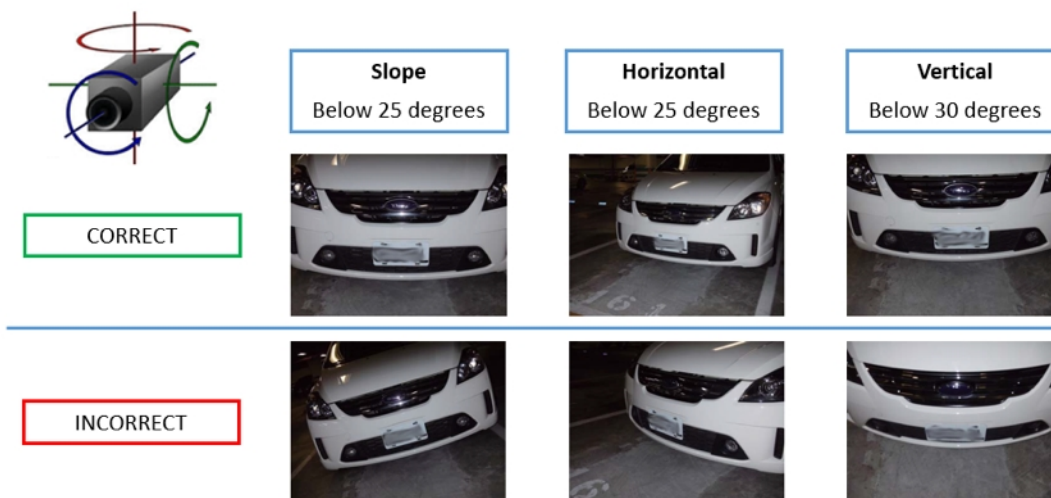 Slope
Below 25 degrees
Horizontal
Below 25 degrees
Vertical
Below 30 degrees
CORRECT
INCORRECT